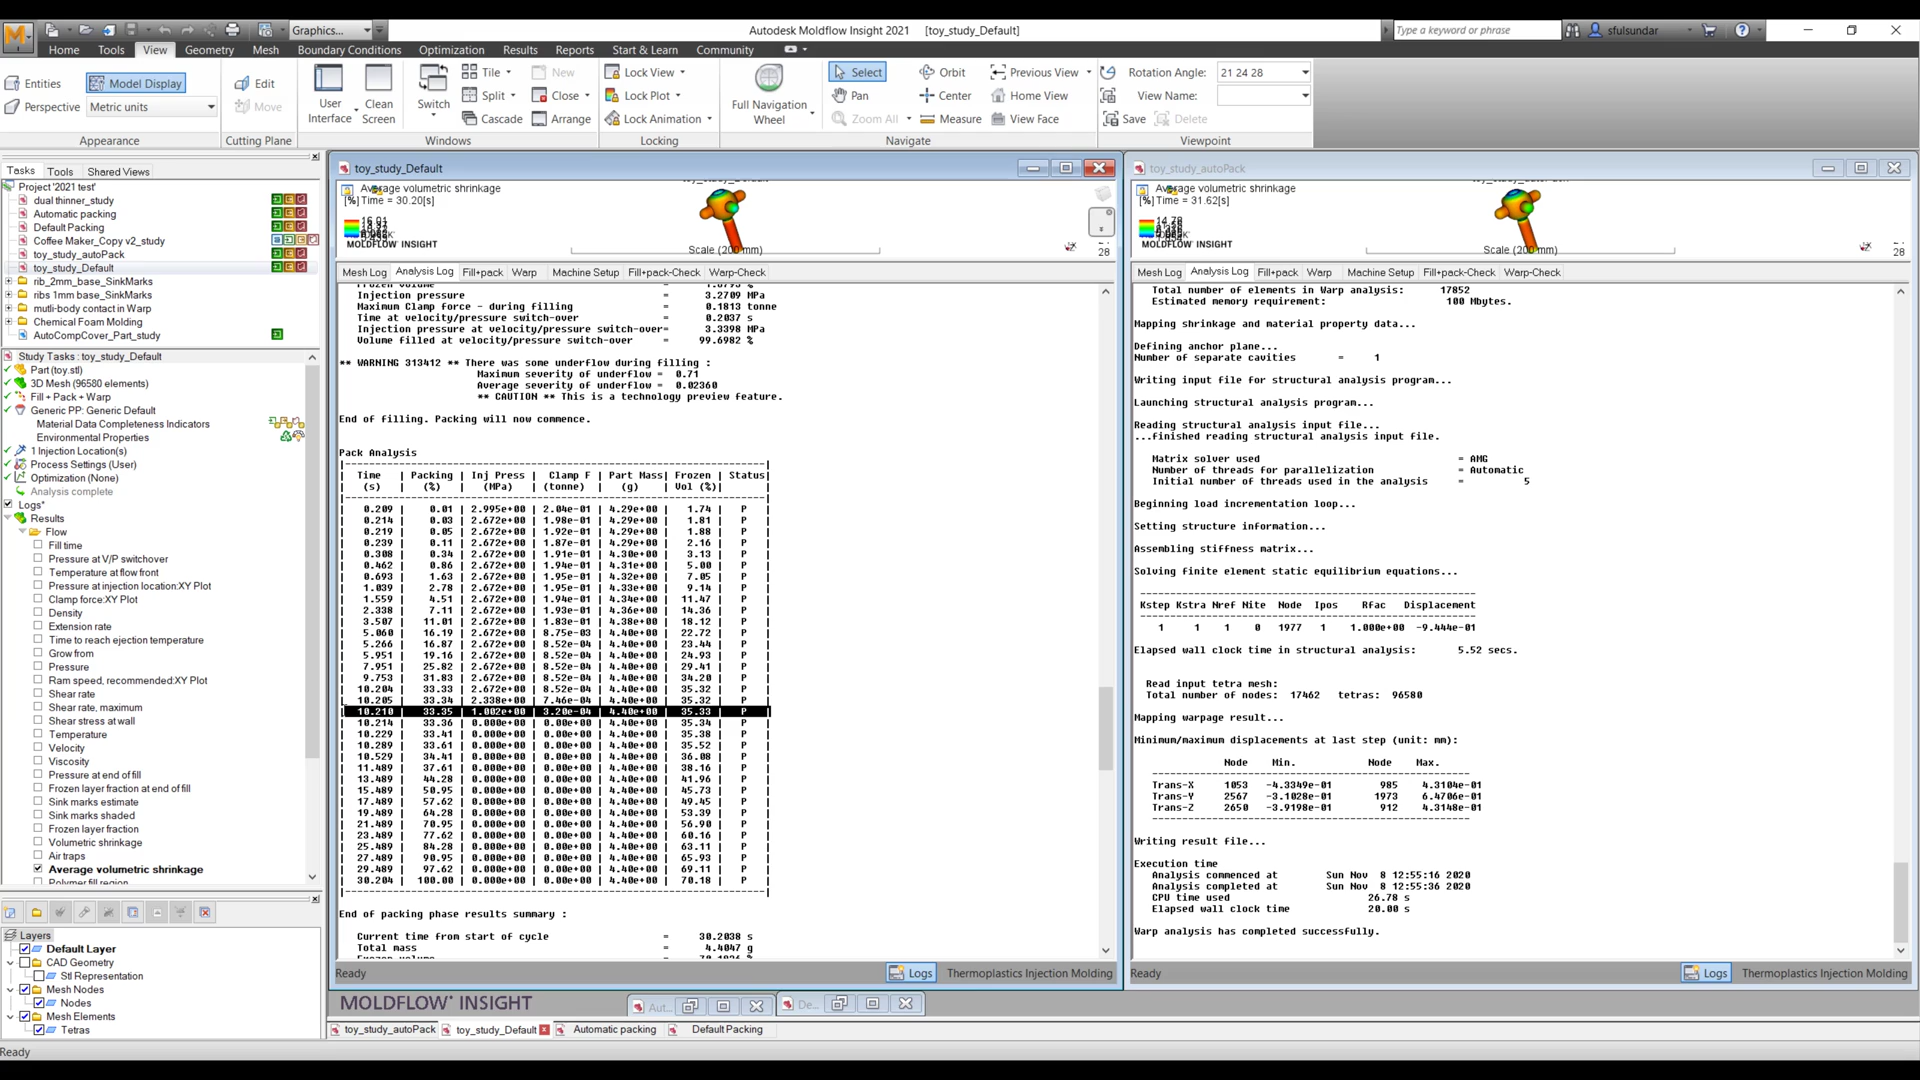 Graphics...
Autodesk Moldflow Insight 2021 [toy_study_Default]
Type a keyword or phrase
sfulsundar
Home Tools View Geometry Mesh Boundary Conditions Optimization Results Reports Start & Learn Community
Entities Model Display
Perspective Metric units
Appearance
Edit
Move
Cutting Plane
User Interface
Clean Screen
Switch
Tile New
Split Close
Cascade Arrange
Windows
Lock View
Lock Plot
Lock Animation
Locking
Full Navigation Wheel
Select Orbit Previous View
Pan Center Home View
Zoom All Measure View Face
Navigate
Rotation Angle: 21 24 28
View Name:
Save Delete
Viewpoint
Tasks Tools Shared Views
Project '2021 test'
dual thinner_study
Automatic packing
Default Packing
Coffee Maker_Copy v2_study
toy_study_autoPack
toy_study_Default
rib_2mm_base_SinkMarks
ribs 1mm base_SinkMarks
mutli-body contact in Warp
Chemical Foam Molding
AutoCompCover_Part_study
Study Tasks : toy_study_Default
Part (toy.stl)
3D Mesh (96580 elements)
Fill + Pack + Warp
Generic PP: Generic Default
Material Data Completeness Indicators
Environmental Properties
1 Injection Location(s)
Process Settings (User)
Optimization (None)
Analysis complete
Logs*
Results
Flow
Fill time
Pressure at V/P switchover
Temperature at flow front
Pressure at injection location:XY Plot
Clamp force:XY Plot
Density
Extension rate
Time to reach ejection temperature
Grow from
Pressure
Ram speed, recommended:XY Plot
Shear rate
Shear rate, maximum
Shear stress at wall
Temperature
Velocity
Viscosity
Pressure at end of fill
Frozen layer fraction at end of fill
Sink marks estimate
Sink marks shaded
Frozen layer fraction
Volumetric shrinkage
Air traps
Average volumetric shrinkage
Polymer fill region
Layers
Default Layer
CAD Geometry
Stl Representation
Mesh Nodes
Nodes
Mesh Elements
Tetras
toy_study_Default
Average volumetric shrinkage
[%] Time = 30.20[s]
16.01
MOLDFLOW INSIGHT
Scale (200 mm)
28
Mesh Log Analysis Log Fill+pack Warp Machine Setup Fill+pack-Check Warp-Check
Injection pressure = 3.2709 MPa
Maximum Clamp force - during filling = 0.1813 tonne
Time at velocity/pressure switch-over = 0.2037 s
Injection pressure at velocity/pressure switch-over= 3.3398 MPa
Volume filled at velocity/pressure switch-over = 99.6982 %
** WARNING 313412 ** There was some underflow during filling :
Maximum severity of underflow = 0.71
Average severity of underflow = 0.02360
** CAUTION ** This is a technology preview feature.
End of filling. Packing will now commence.
Pack Analysis
| Time | Packing | Inj Press | Clamp F | Part Mass| Frozen | Status|
| (s) | (%) | (MPa) | (tonne) | (g) | Vol (%)| |
| 0.209 | 0.01 | 2.995e+00 | 2.04e-01 | 4.29e+00 | 1.74 | P |
| 0.214 | 0.03 | 2.672e+00 | 1.98e-01 | 4.29e+00 | 1.81 | P |
| 0.219 | 0.05 | 2.672e+00 | 1.92e-01 | 4.29e+00 | 1.88 | P |
| 0.239 | 0.11 | 2.672e+00 | 1.87e-01 | 4.29e+00 | 2.16 | P |
| 0.308 | 0.34 | 2.672e+00 | 1.91e-01 | 4.30e+00 | 3.13 | P |
| 0.462 | 0.86 | 2.672e+00 | 1.94e-01 | 4.31e+00 | 5.00 | P |
| 0.693 | 1.63 | 2.672e+00 | 1.95e-01 | 4.32e+00 | 7.05 | P |
| 1.039 | 2.78 | 2.672e+00 | 1.95e-01 | 4.33e+00 | 9.14 | P |
| 1.559 | 4.51 | 2.672e+00 | 1.94e-01 | 4.34e+00 | 11.47 | P |
| 2.338 | 7.11 | 2.672e+00 | 1.93e-01 | 4.36e+00 | 14.36 | P |
| 3.507 | 11.01 | 2.672e+00 | 1.83e-01 | 4.38e+00 | 18.12 | P |
| 5.060 | 16.19 | 2.672e+00 | 8.75e-03 | 4.40e+00 | 22.72 | P |
| 5.266 | 16.87 | 2.672e+00 | 8.52e-04 | 4.40e+00 | 23.44 | P |
| 5.951 | 19.16 | 2.672e+00 | 8.52e-04 | 4.40e+00 | 24.93 | P |
| 7.951 | 25.82 | 2.672e+00 | 8.52e-04 | 4.40e+00 | 29.41 | P |
| 9.753 | 31.83 | 2.672e+00 | 8.52e-04 | 4.40e+00 | 34.20 | P |
| 10.204 | 33.33 | 2.672e+00 | 8.52e-04 | 4.40e+00 | 35.32 | P |
| 10.205 | 33.34 | 2.338e+00 | 7.46e-04 | 4.40e+00 | 35.32 | P |
| 10.210 | 33.35 | 1.002e+00 | 3.20e-04 | 4.40e+00 | 35.33 | P |
| 10.214 | 33.36 | 0.000e+00 | 0.00e+00 | 4.40e+00 | 35.34 | P |
| 10.229 | 33.41 | 0.000e+00 | 0.00e+00 | 4.40e+00 | 35.38 | P |
| 10.289 | 33.61 | 0.000e+00 | 0.00e+00 | 4.40e+00 | 35.52 | P |
| 10.529 | 34.41 | 0.000e+00 | 0.00e+00 | 4.40e+00 | 36.08 | P |
| 11.489 | 37.61 | 0.000e+00 | 0.00e+00 | 4.40e+00 | 38.16 | P |
| 13.489 | 44.28 | 0.000e+00 | 0.00e+00 | 4.40e+00 | 41.96 | P |
| 15.489 | 50.95 | 0.000e+00 | 0.00e+00 | 4.40e+00 | 45.73 | P |
| 17.489 | 57.62 | 0.000e+00 | 0.00e+00 | 4.40e+00 | 49.45 | P |
| 19.489 | 64.28 | 0.000e+00 | 0.00e+00 | 4.40e+00 | 53.39 | P |
| 21.489 | 70.95 | 0.000e+00 | 0.00e+00 | 4.40e+00 | 56.90 | P |
| 23.489 | 77.62 | 0.000e+00 | 0.00e+00 | 4.40e+00 | 60.16 | P |
| 25.489 | 84.28 | 0.000e+00 | 0.00e+00 | 4.40e+00 | 63.11 | P |
| 27.489 | 90.95 | 0.000e+00 | 0.00e+00 | 4.40e+00 | 65.93 | P |
| 29.489 | 97.62 | 0.000e+00 | 0.00e+00 | 4.40e+00 | 69.11 | P |
| 30.204 | 100.00 | 0.000e+00 | 0.00e+00 | 4.40e+00 | 70.18 | P |
End of packing phase results summary :
Current time from start of cycle = 30.2038 s
Total mass = 4.4047 g
Ready Logs Thermoplastics Injection Molding
toy_study_autoPack
Average volumetric shrinkage
[%] Time = 31.62[s]
14.78
MOLDFLOW INSIGHT
Scale (200 mm)
28
Mesh Log Analysis Log Fill+pack Warp Machine Setup Fill+pack-Check Warp-Check
Total number of elements in Warp analysis: 17852
Estimated memory requirement: 100 Mbytes.
Mapping shrinkage and material property data...
Defining anchor plane...
Number of separate cavities = 1
Writing input file for structural analysis program...
Launching structural analysis program...
Reading structural analysis input file...
...finished reading structural analysis input file.
Matrix solver used = AMG
Number of threads for parallelization = Automatic
Initial number of threads used in the analysis = 5
Beginning load incrementation loop...
Setting structure information...
Assembling stiffness matrix...
Solving finite element static equilibrium equations...
Kstep Kstra Nref Nite Node Ipos Rfac Displacement
1 1 1 0 1977 1 1.000e+00 -9.444e-01
Elapsed wall clock time in structural analysis: 5.52 secs.
Read input tetra mesh:
Total number of nodes: 17462 tetras: 96580
Mapping warpage result...
Minimum/maximum displacements at last step (unit: mm):
Node Min. Node Max.
Trans-X 1053 -4.3349e-01 985 4.3104e-01
Trans-Y 2567 -3.1028e-01 1973 6.4706e-01
Trans-Z 2650 -3.9198e-01 912 4.3148e-01
Writing result file...
Execution time
Analysis commenced at Sun Nov 8 12:55:16 2020
Analysis completed at Sun Nov 8 12:55:36 2020
CPU time used 26.78 s
Elapsed wall clock time 20.00 s
Warp analysis has completed successfully.
Ready Logs Thermoplastics Injection Molding
MOLDFLOW INSIGHT
Aut... De...
toy_study_autoPack toy_study_Default Automatic packing Default Packing
Ready